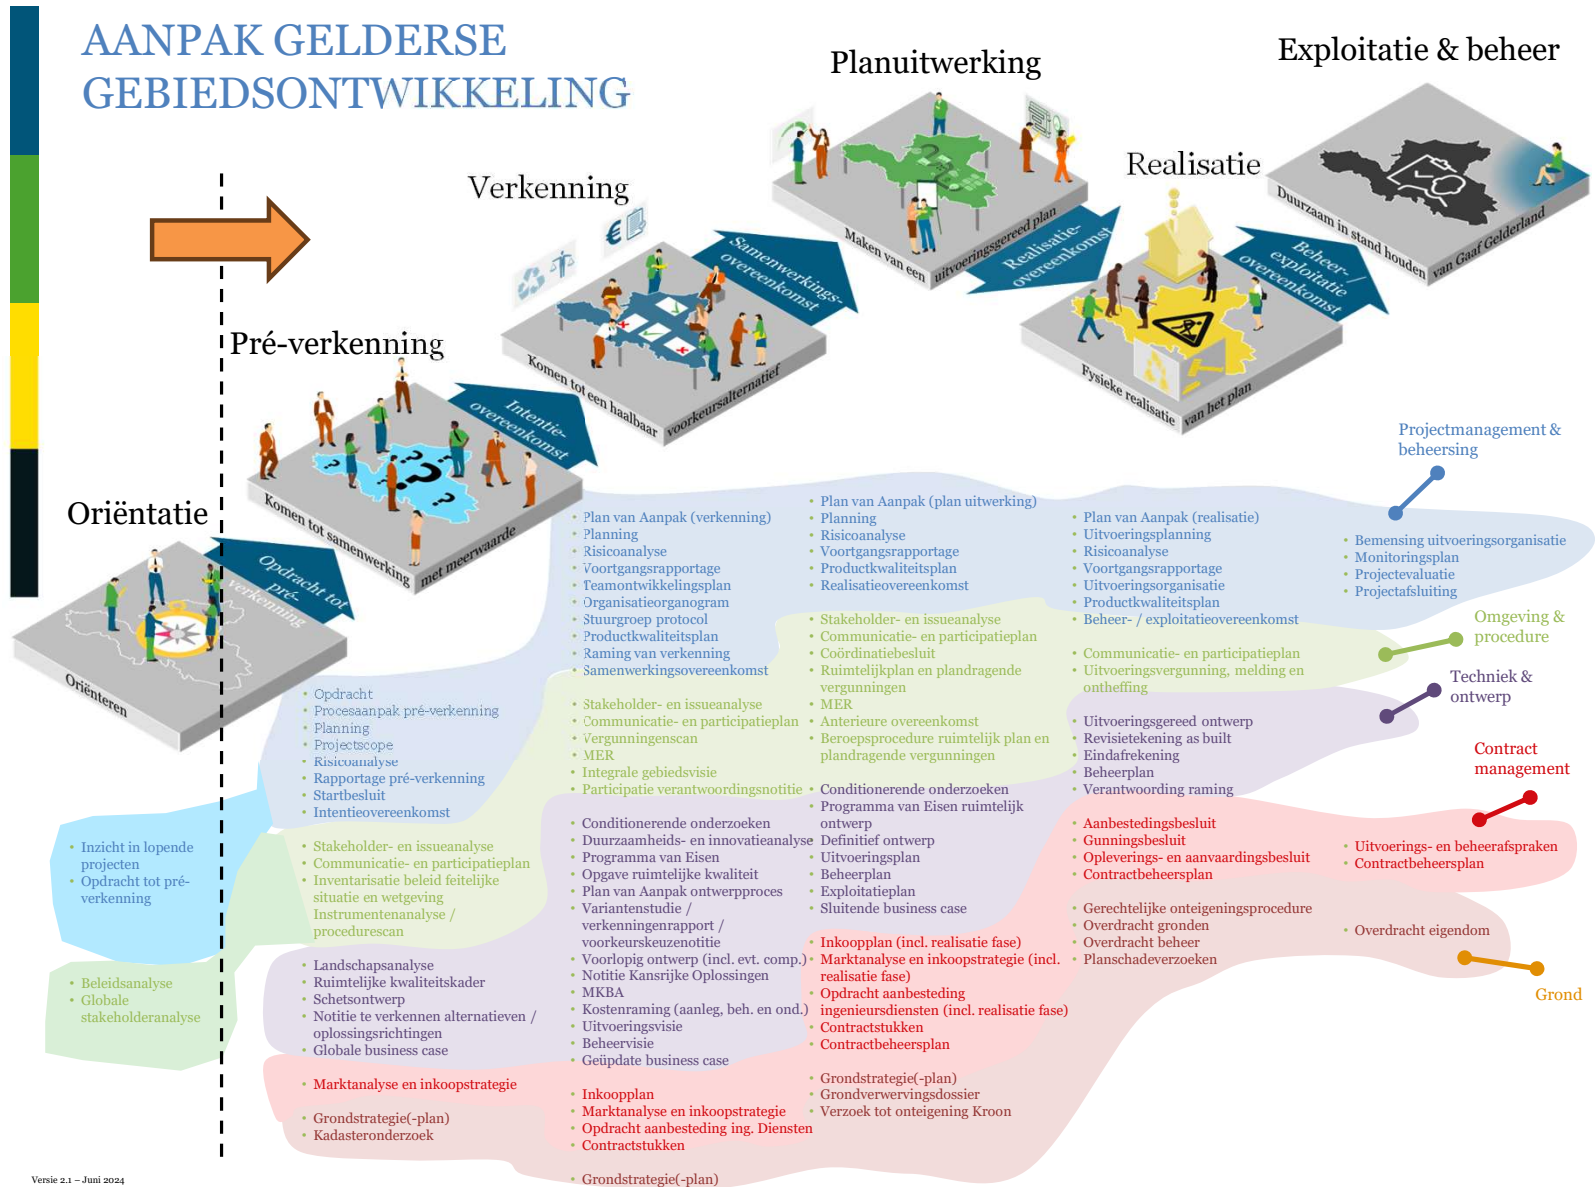 AANPAK GELDERSE
GEBIEDSONTWIKKELING
Oriëntatie
Oriënteren
Opdracht tot
pré-
verkenning
Pré-verkenning
Komen tot samenwerking
met meerwaarde
Intentie-
overeenkomst
Verkenning
Komen tot een haalbaar
voorkeursalternatief
Samenwerkings-
overeenkomst
Planuitwerking
Maken van een
uitvoeringsgereed plan
Realisatie-
overeenkomst
Realisatie
Fysieke realisatie
van het plan
Beheer- /
exploitatie
overeenkomst
Exploitatie & beheer
Duurzaam in stand houden
van Gaaf Gelderland
Projectmanagement &
beheersing
Omgeving &
procedure
Techniek &
ontwerp
Contract
management
Grond
• Inzicht in lopende
projecten
• Opdracht tot pré-
verkenning
• Beleidsanalyse
• Globale
stakeholderanalyse
• Opdracht
• Procesaanpak pré-verkenning
• Planning
• Projectscope
• Risicoanalyse
• Rapportage pré-verkenning
• Startbesluit
• Intentieovereenkomst
• Stakeholder- en issueanalyse
• Communicatie- en participatieplan
• Inventarisatie beleid feitelijke
situatie en wetgeving
Instrumentenanalyse /
procedurescan
• Landschapsanalyse
• Ruimtelijke kwaliteitskader
• Schetsontwerp
• Notitie te verkennen alternatieven /
oplossingsrichtingen
• Globale business case
• Marktanalyse en inkoopstrategie
• Grondstrategie(-plan)
• Kadasteronderzoek
• Plan van Aanpak (verkenning)
• Planning
• Risicoanalyse
• Voortgangsrapportage
• Teamontwikkelingsplan
• Organisatieorganogram
• Stuurgroep protocol
• Productkwaliteitsplan
• Raming van verkenning
• Samenwerkingsovereenkomst
• Stakeholder- en issueanalyse
• Communicatie- en participatieplan
• Vergunningenscan
• MER
• Integrale gebiedsvisie
• Participatie verantwoordingsnotitie
• Conditionerende onderzoeken
• Duurzaamheids- en innovatieanalyse
• Programma van Eisen
• Opgave ruimtelijke kwaliteit
• Plan van Aanpak ontwerpproces
• Variantenstudie /
verkenningenrapport /
voorkeurskeuzenotitie
• Voorlopig ontwerp (incl. evt. comp.)
• Notitie Kansrijke Oplossingen
• MKBA
• Kostenraming (aanleg, beh. en ond.)
• Uitvoeringsvisie
• Beheervisie
• Geüpdate business case
• Inkoopplan
• Marktanalyse en inkoopstrategie
• Opdracht aanbesteding ing. Diensten
• Contractstukken
• Grondstrategie(-plan)
• Plan van Aanpak (plan uitwerking)
• Planning
• Risicoanalyse
• Voortgangsrapportage
• Productkwaliteitsplan
• Realisatieovereenkomst
• Stakeholder- en issueanalyse
• Communicatie- en participatieplan
• Coördinatiebesluit
• Ruimtelijkplan en plandragende
vergunningen
• MER
• Anterieure overeenkomst
• Beroepsprocedure ruimtelijk plan en
plandragende vergunningen
• Conditionerende onderzoeken
• Programma van Eisen ruimtelijk
ontwerp
• Definitief ontwerp
• Uitvoeringsplan
• Beheerplan
• Exploitatieplan
• Sluitende business case
• Inkoopplan (incl. realisatie fase)
• Marktanalyse en inkoopstrategie (incl.
realisatie fase)
• Opdracht aanbesteding
ingenieursdiensten (incl. realisatie fase)
• Contractstukken
• Contractbeheersplan
• Grondstrategie(-plan)
• Grondverwervingsdossier
• Verzoek tot onteigening Kroon
• Plan van Aanpak (realisatie)
• Uitvoeringsplanning
• Risicoanalyse
• Voortgangsrapportage
• Uitvoeringsorganisatie
• Productkwaliteitsplan
• Beheer- / exploitatieovereenkomst
• Communicatie- en participatieplan
• Uitvoeringsvergunning, melding en
ontheffing
• Uitvoeringsgereed ontwerp
• Revisietekening as built
• Eindafrekening
• Beheerplan
• Verantwoording raming
• Aanbestedingsbesluit
• Gunningsbesluit
• Opleverings- en aanvaardingsbesluit
• Contractbeheersplan
• Gerechtelijke onteigeningsprocedure
• Overdracht gronden
• Overdracht beheer
• Planschadeverzoeken
• Bemensing uitvoeringsorganisatie
• Monitoringsplan
• Projectevaluatie
• Projectafsluiting
• Uitvoerings- en beheerafspraken
• Contractbeheersplan
• Overdracht eigendom
Versie 2.1 – Juni 2024